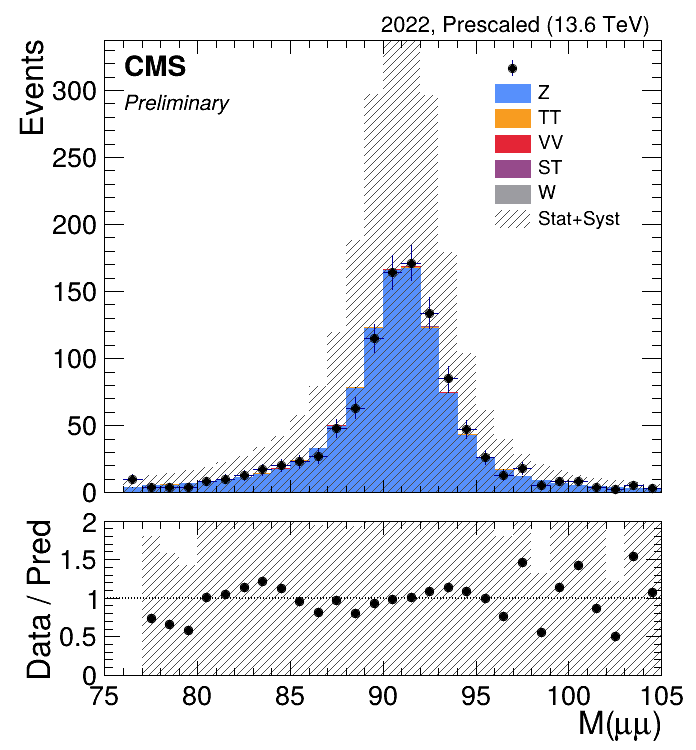 2022, Prescaled (13.6 TeV)
CMS
Preliminary
Events
300
250
200
150
100
50
0
Z
TT
VV
ST
W
Stat+Syst
Data / Pred
2
1.5
1
0.5
0
75 80 85 90 95 100 105
M(μμ)